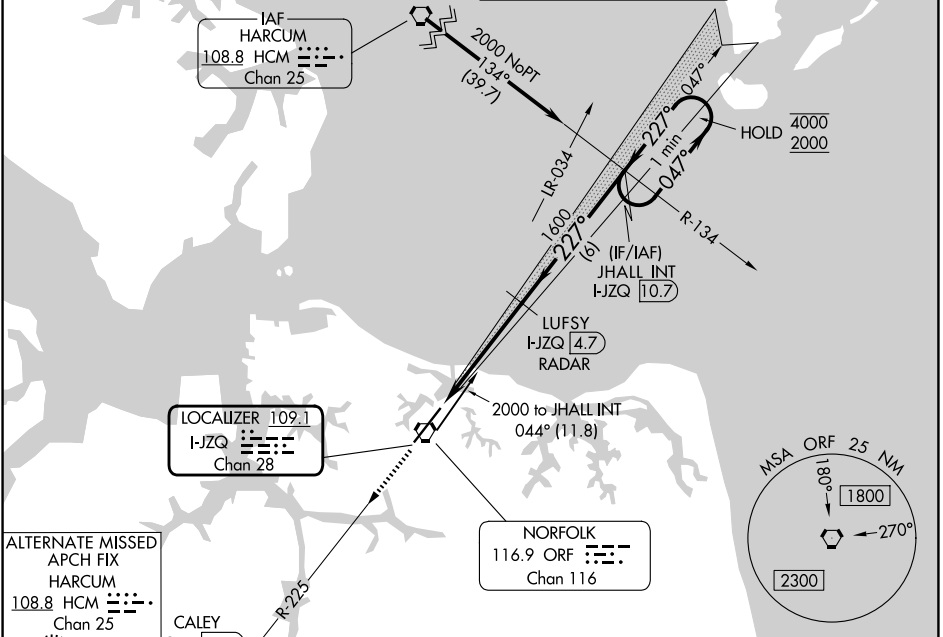 IAF
HARCUM
108.8 HCM
Chan 25
2000 NoPT
134°
(39.7)
047°
227°
1 min
047°
HOLD 4000
2000
LR-034
R-134
1600
227°
(6)
(IF/IAF)
JHALL INT
I-JZQ 10.7
LUFSY
I-JZQ 4.7
RADAR
2000 to JHALL INT
044° (11.8)
LOCALIZER 109.1
I-JZQ
Chan 28
NORFOLK
116.9 ORF
Chan 116
MSA ORF 25 NM
180°
1800
270°
2300
ALTERNATE MISSED
APCH FIX
HARCUM
108.8 HCM
Chan 25
R-225
CALEY